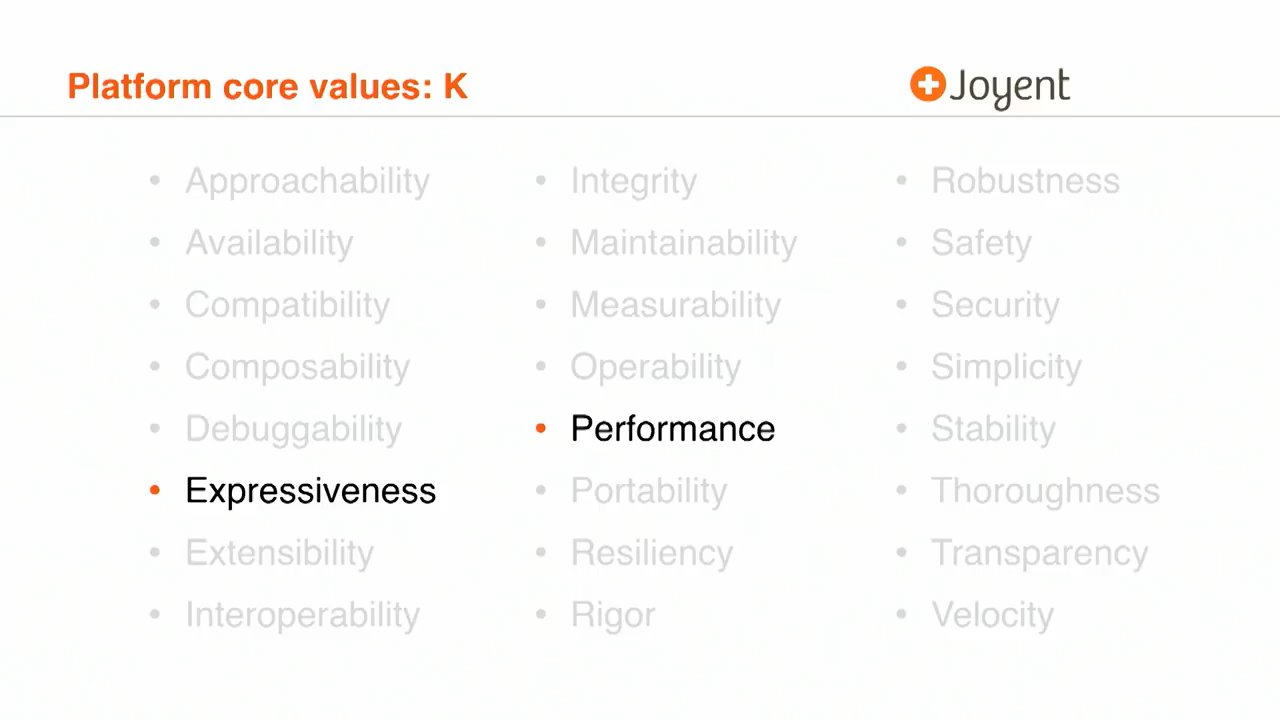 Platform core values: K
Joyent
• Approachability
• Availability
• Compatibility
• Composability
• Debuggability
• Expressiveness
• Extensibility
• Interoperability
• Integrity
• Maintainability
• Measurability
• Operability
• Performance
• Portability
• Resiliency
• Rigor
• Robustness
• Safety
• Security
• Simplicity
• Stability
• Thoroughness
• Transparency
• Velocity